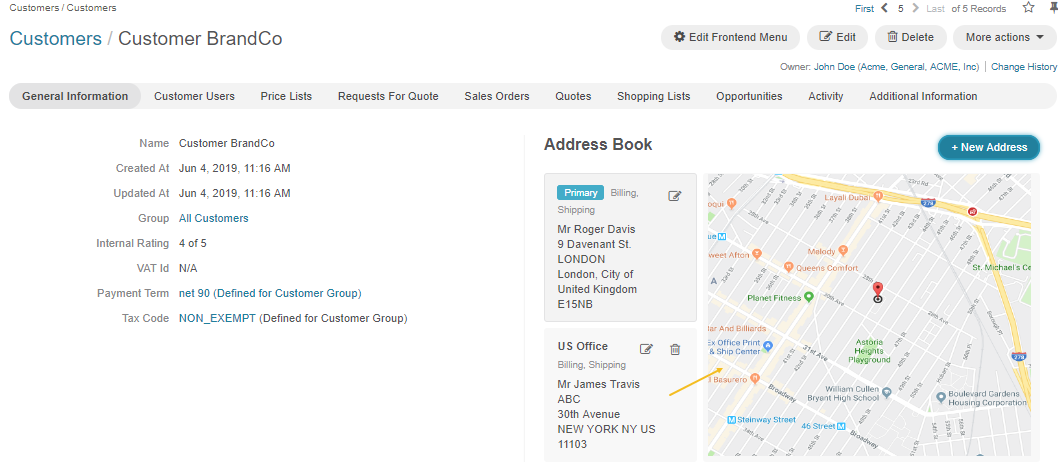 Customers / Customers
First 5 Last of 5 Records
Customers / Customer BrandCo
Edit Frontend Menu Edit Delete More actions
Owner: John Doe (Acme, General, ACME, Inc) Change History
General Information Customer Users Price Lists Requests For Quote Sales Orders Quotes Shopping Lists Opportunities Activity Additional Information
Name Customer BrandCo
Created At Jun 4, 2019, 11:16 AM
Updated At Jun 4, 2019, 11:16 AM
Group All Customers
Internal Rating 4 of 5
VAT Id N/A
Payment Term net 90 (Defined for Customer Group)
Tax Code NON_EXEMPT (Defined for Customer Group)
Address Book
+ New Address
Primary Billing,
Shipping
Mr Roger Davis
9 Davenant St.
LONDON
London, City of
United Kingdom
E15NB
US Office
Billing, Shipping
Mr James Travis
ABC
30th Avenue
NEW YORK NY US
11103
23rd Rd
Layali Dubai
278
Melody
Queens Comfort
St. Michael's Ce
Planet Fitness
Astoria
Heights
Playground
Ex Office Print
& Ship Center
31st Ave
278
Broadway
William Cullen
Bryant High School
Boulevard Gardens
Housing Corporation
Steinway Street
46 Street
Broadway